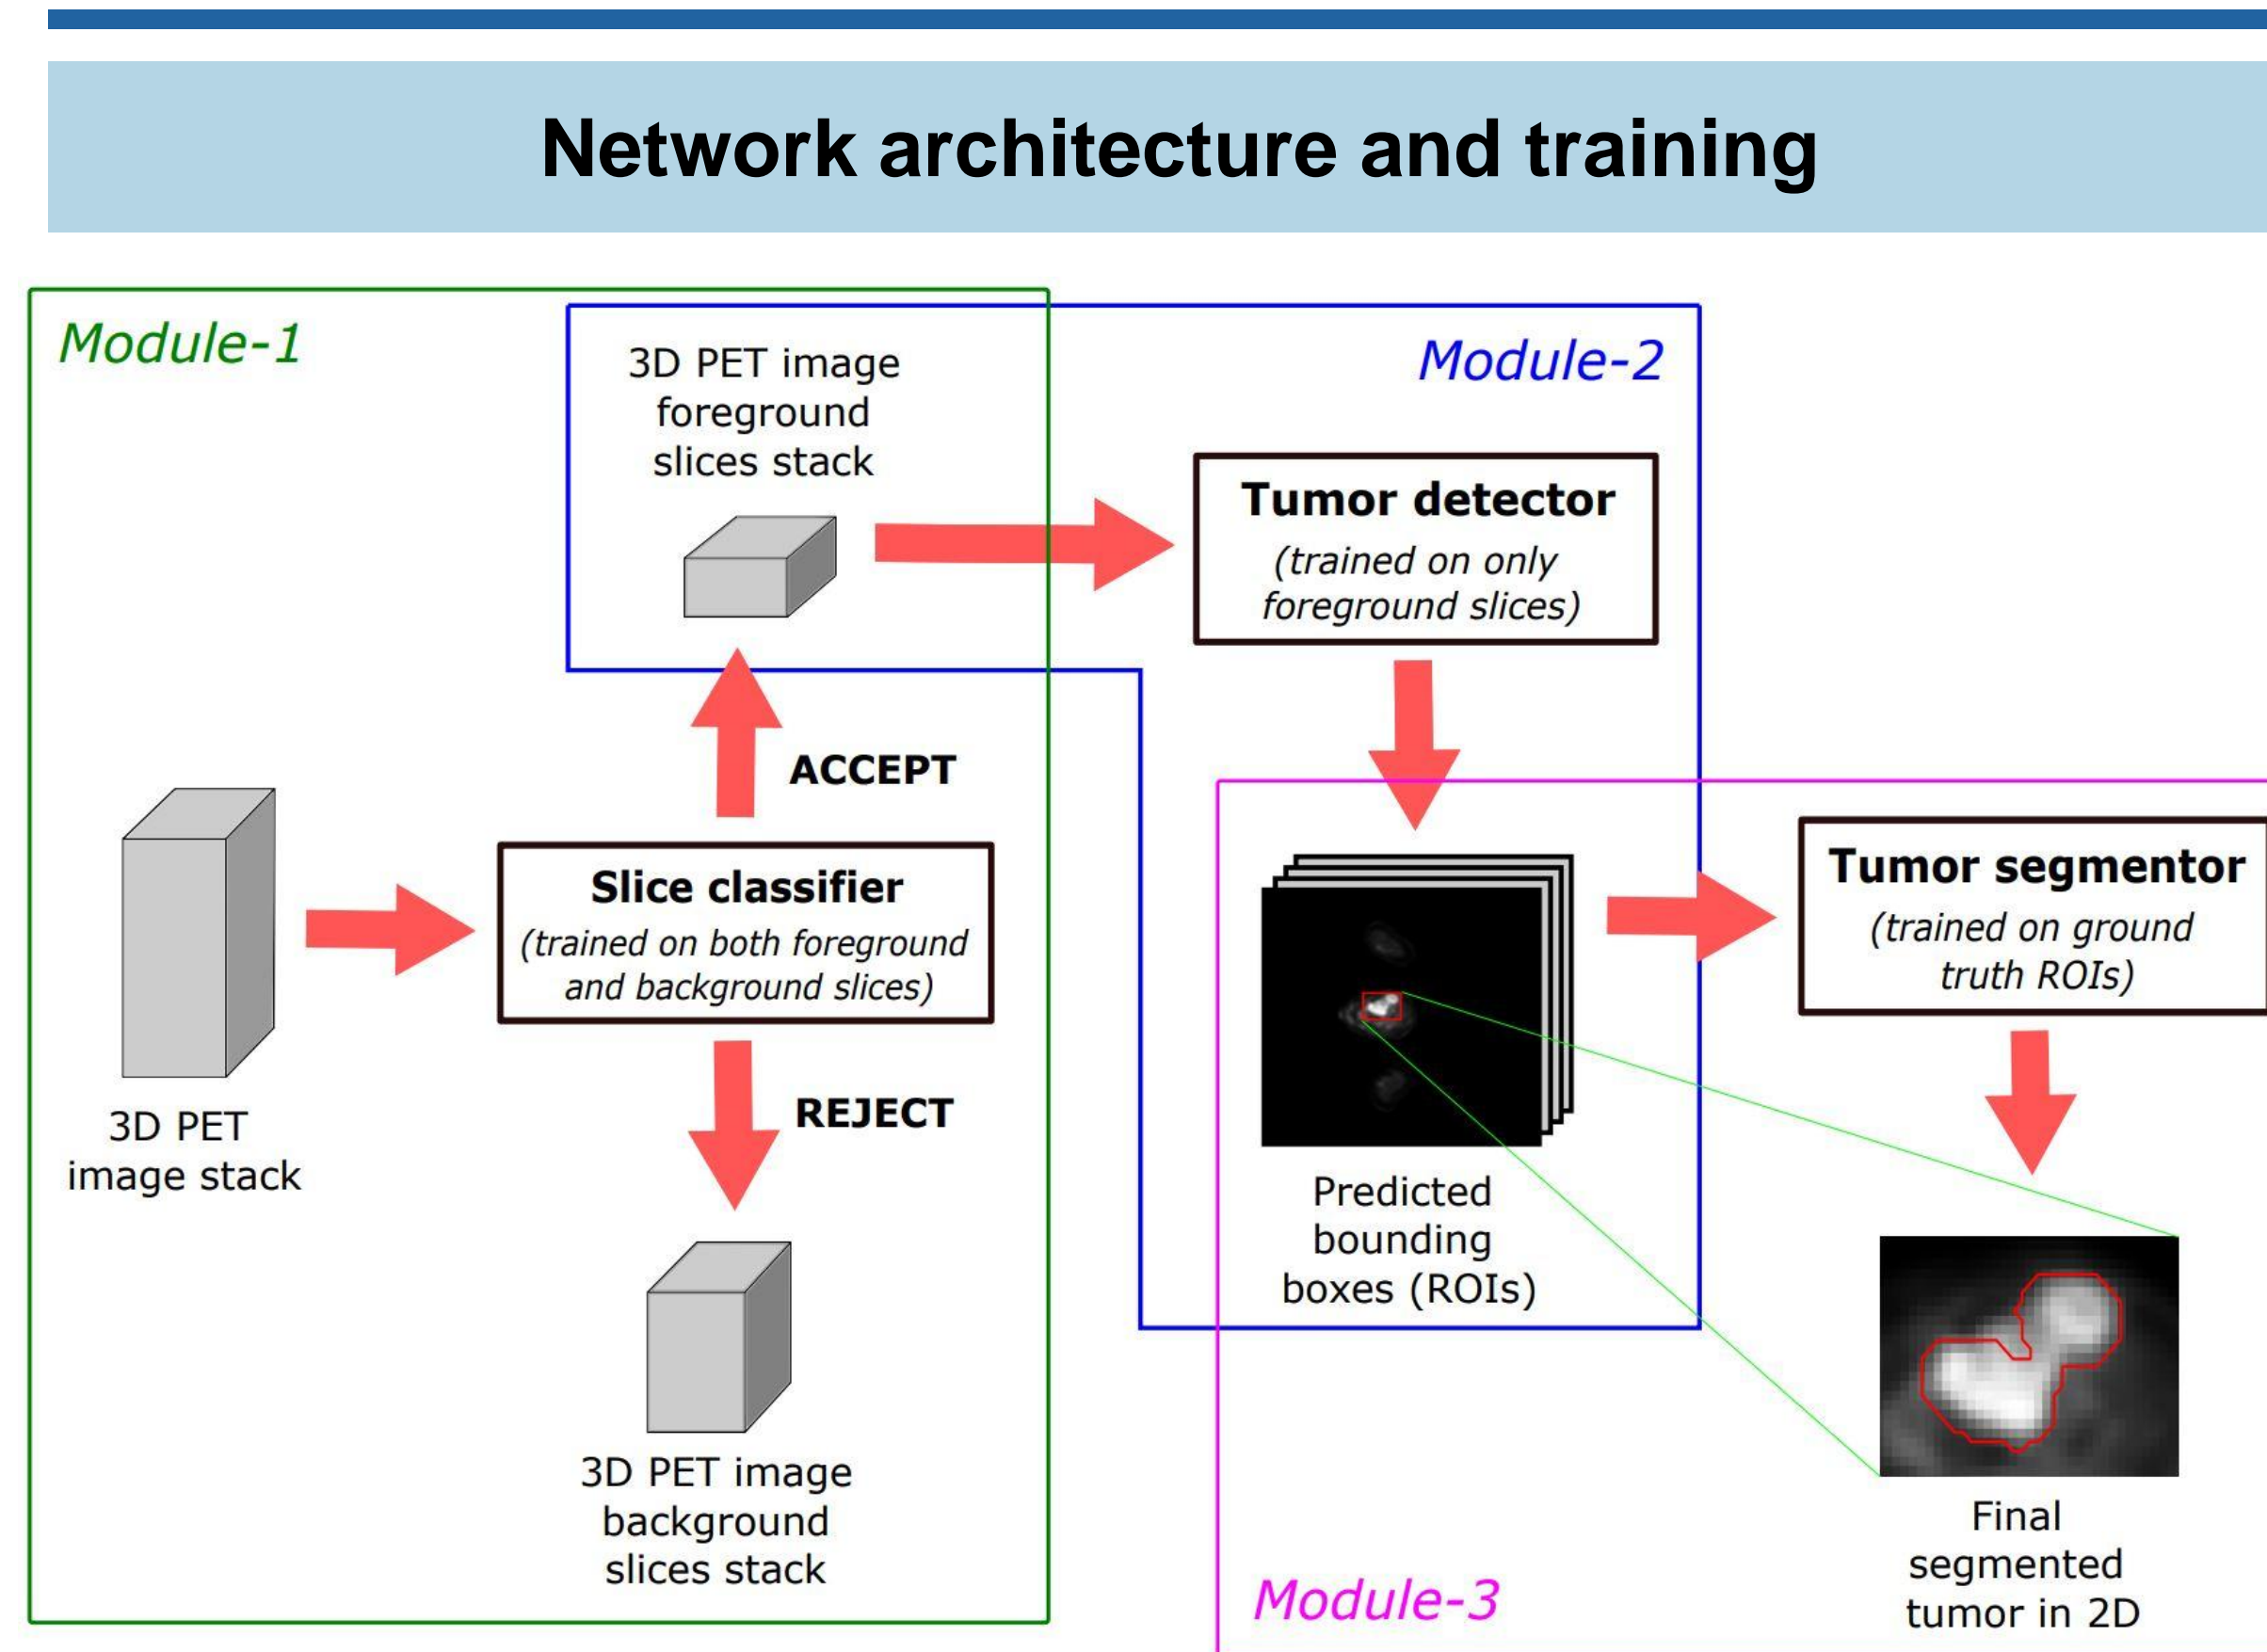 Network architecture and training
Module-1
3D PET image
foreground
slices stack
Module-2
Tumor detector
(trained on only
foreground slices)
ACCEPT
Slice classifier
(trained on both foreground
and background slices)
3D PET
image stack
REJECT
3D PET image
background
slices stack
Predicted
bounding
boxes (ROIs)
Tumor segmentor
(trained on ground
truth ROIs)
Final
segmented
tumor in 2D
Module-3